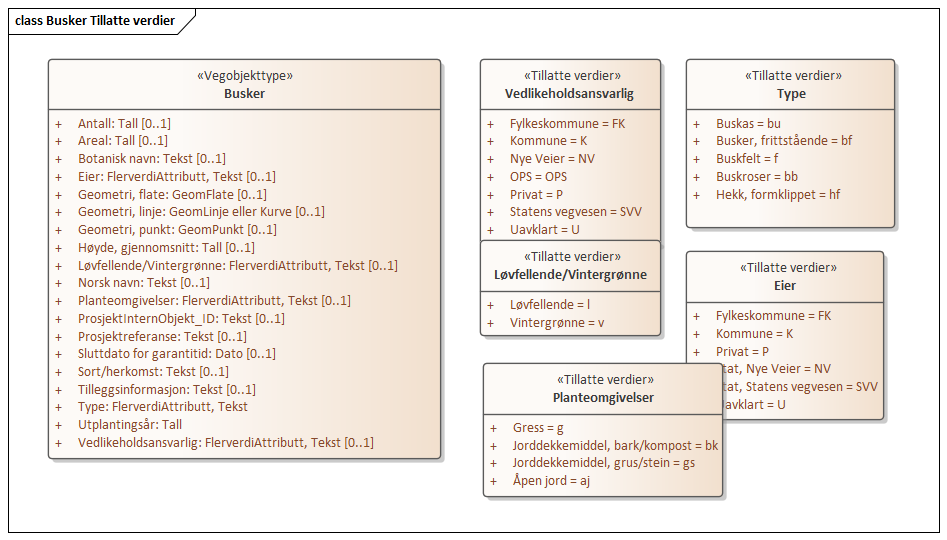 class Busker Tillatte verdier
«Vegobjekttype»
Busker
+ Antall: Tall [0..1]
+ Areal: Tall [0..1]
+ Botanisk navn: Tekst [0..1]
+ Eier: FlerverdiAttributt, Tekst [0..1]
+ Geometri, flate: GeomFlate [0..1]
+ Geometri, linje: GeomLinje eller Kurve [0..1]
+ Geometri, punkt: GeomPunkt [0..1]
+ Høyde, gjennomsnitt: Tall [0..1]
+ Løvfellende/Vintergrønne: FlerverdiAttributt, Tekst [0..1]
+ Norsk navn: Tekst [0..1]
+ Planteomgivelser: FlerverdiAttributt, Tekst [0..1]
+ ProsjektInternObjekt_ID: Tekst [0..1]
+ Prosjektreferanse: Tekst [0..1]
+ Sluttdato for garantitid: Dato [0..1]
+ Sort/herkomst: Tekst [0..1]
+ Tilleggsinformasjon: Tekst [0..1]
+ Type: FlerverdiAttributt, Tekst
+ Utplantingsår: Tall
+ Vedlikeholdsansvarlig: FlerverdiAttributt, Tekst [0..1]
«Tillatte verdier»
Vedlikeholdsansvarlig
+ Fylkeskommune = FK
+ Kommune = K
+ Nye Veier = NV
+ OPS = OPS
+ Privat = P
+ Statens vegvesen = SVV
+ Uavklart = U
«Tillatte verdier»
Løvfellende/Vintergrønne
+ Løvfellende = l
+ Vintergrønne = v
«Tillatte verdier»
Type
+ Buskas = bu
+ Busker, frittstående = bf
+ Buskfelt = f
+ Buskroser = bb
+ Hekk, formklippet = hf
«Tillatte verdier»
Eier
+ Fylkeskommune = FK
+ Kommune = K
+ Privat = P
tat, Nye Veier = NV
tat, Statens vegvesen = SVV
avklart = U
«Tillatte verdier»
Planteomgivelser
+ Gress = g
+ Jorddekkemiddel, bark/kompost = bk
+ Jorddekkemiddel, grus/stein = gs
+ Åpen jord = aj